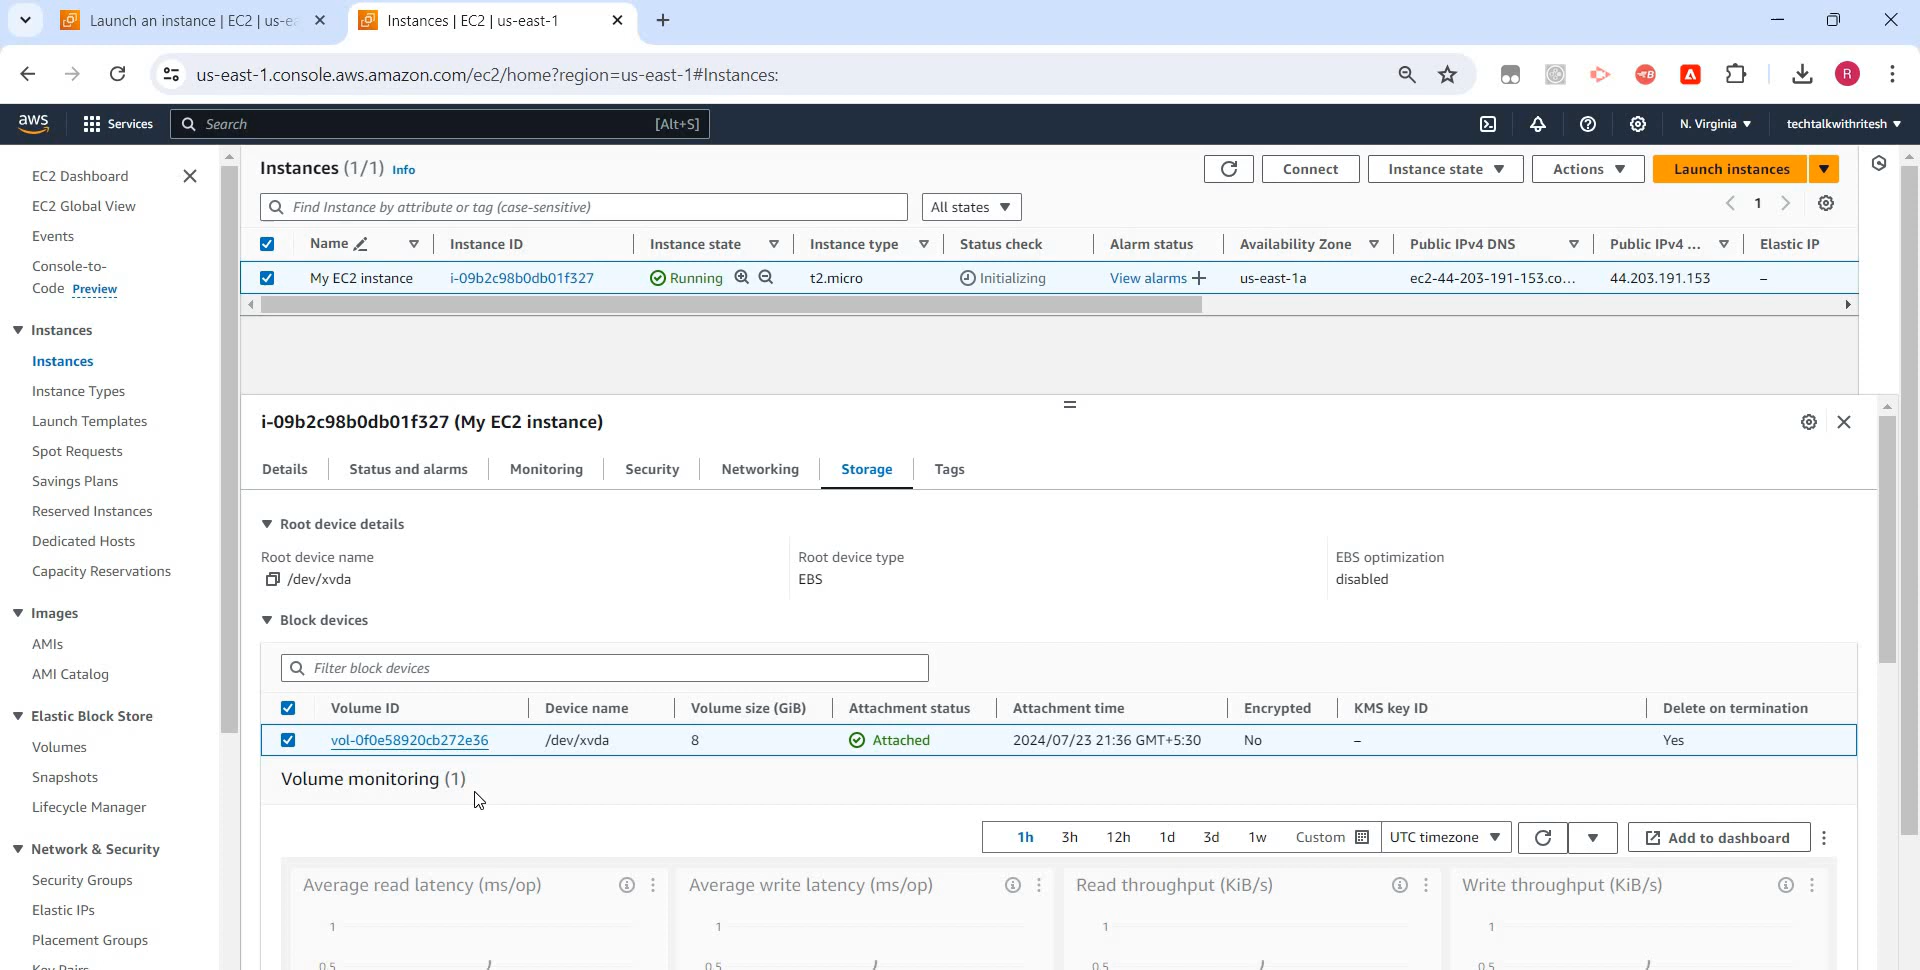 Launch an instance | EC2 | us-ea
Instances | EC2 | us-east-1
us-east-1.console.aws.amazon.com/ec2/home?region=us-east-1#Instances:
R
aws
Services
Search
[Alt+S]
N. Virginia
techtalkwithritesh
EC2 Dashboard
EC2 Global View
Events
Console-to-
Code Preview
Instances
Instances
Instance Types
Launch Templates
Spot Requests
Savings Plans
Reserved Instances
Dedicated Hosts
Capacity Reservations
Images
AMIs
AMI Catalog
Elastic Block Store
Volumes
Snapshots
Lifecycle Manager
Network & Security
Security Groups
Elastic IPs
Placement Groups
Key Pairs
Instances (1/1) Info
Connect
Instance state
Actions
Launch instances
Find Instance by attribute or tag (case-sensitive)
All states
1
Name Instance ID Instance state Instance type Status check Alarm status Availability Zone Public IPv4 DNS Public IPv4 ... Elastic IP
My EC2 instance i-09b2c98b0db01f327 Running t2.micro Initializing View alarms + us-east-1a ec2-44-203-191-153.co... 44.203.191.153 –
i-09b2c98b0db01f327 (My EC2 instance)
Details Status and alarms Monitoring Security Networking Storage Tags
Root device details
Root device name
/dev/xvda
Root device type
EBS
EBS optimization
disabled
Block devices
Filter block devices
Volume ID Device name Volume size (GiB) Attachment status Attachment time Encrypted KMS key ID Delete on termination
vol-0f0e58920cb272e36 /dev/xvda 8 Attached 2024/07/23 21:36 GMT+5:30 No – Yes
Volume monitoring (1)
1h 3h 12h 1d 3d 1w Custom UTC timezone Add to dashboard
Average read latency (ms/op) Average write latency (ms/op) Read throughput (KiB/s) Write throughput (KiB/s)
1 1 1 1
0.5 0.5 0.5 0.5